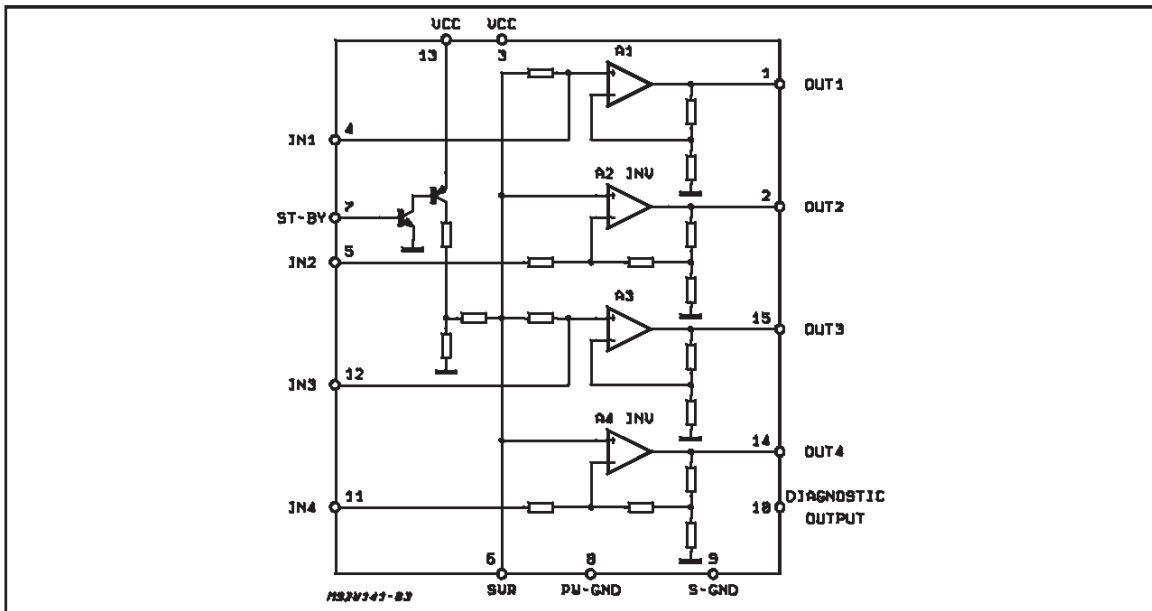 VCC VCC
13 3
A1
1 OUT1
IN1 4
A2 INV
ST-BY 7
2 OUT2
IN2 5
A3
15 OUT3
IN3 12
A4 INV
14 OUT4
IN4 11
10 DIAGNOSTIC
OUTPUT
6 8 9
SVR PW-GND S-GND